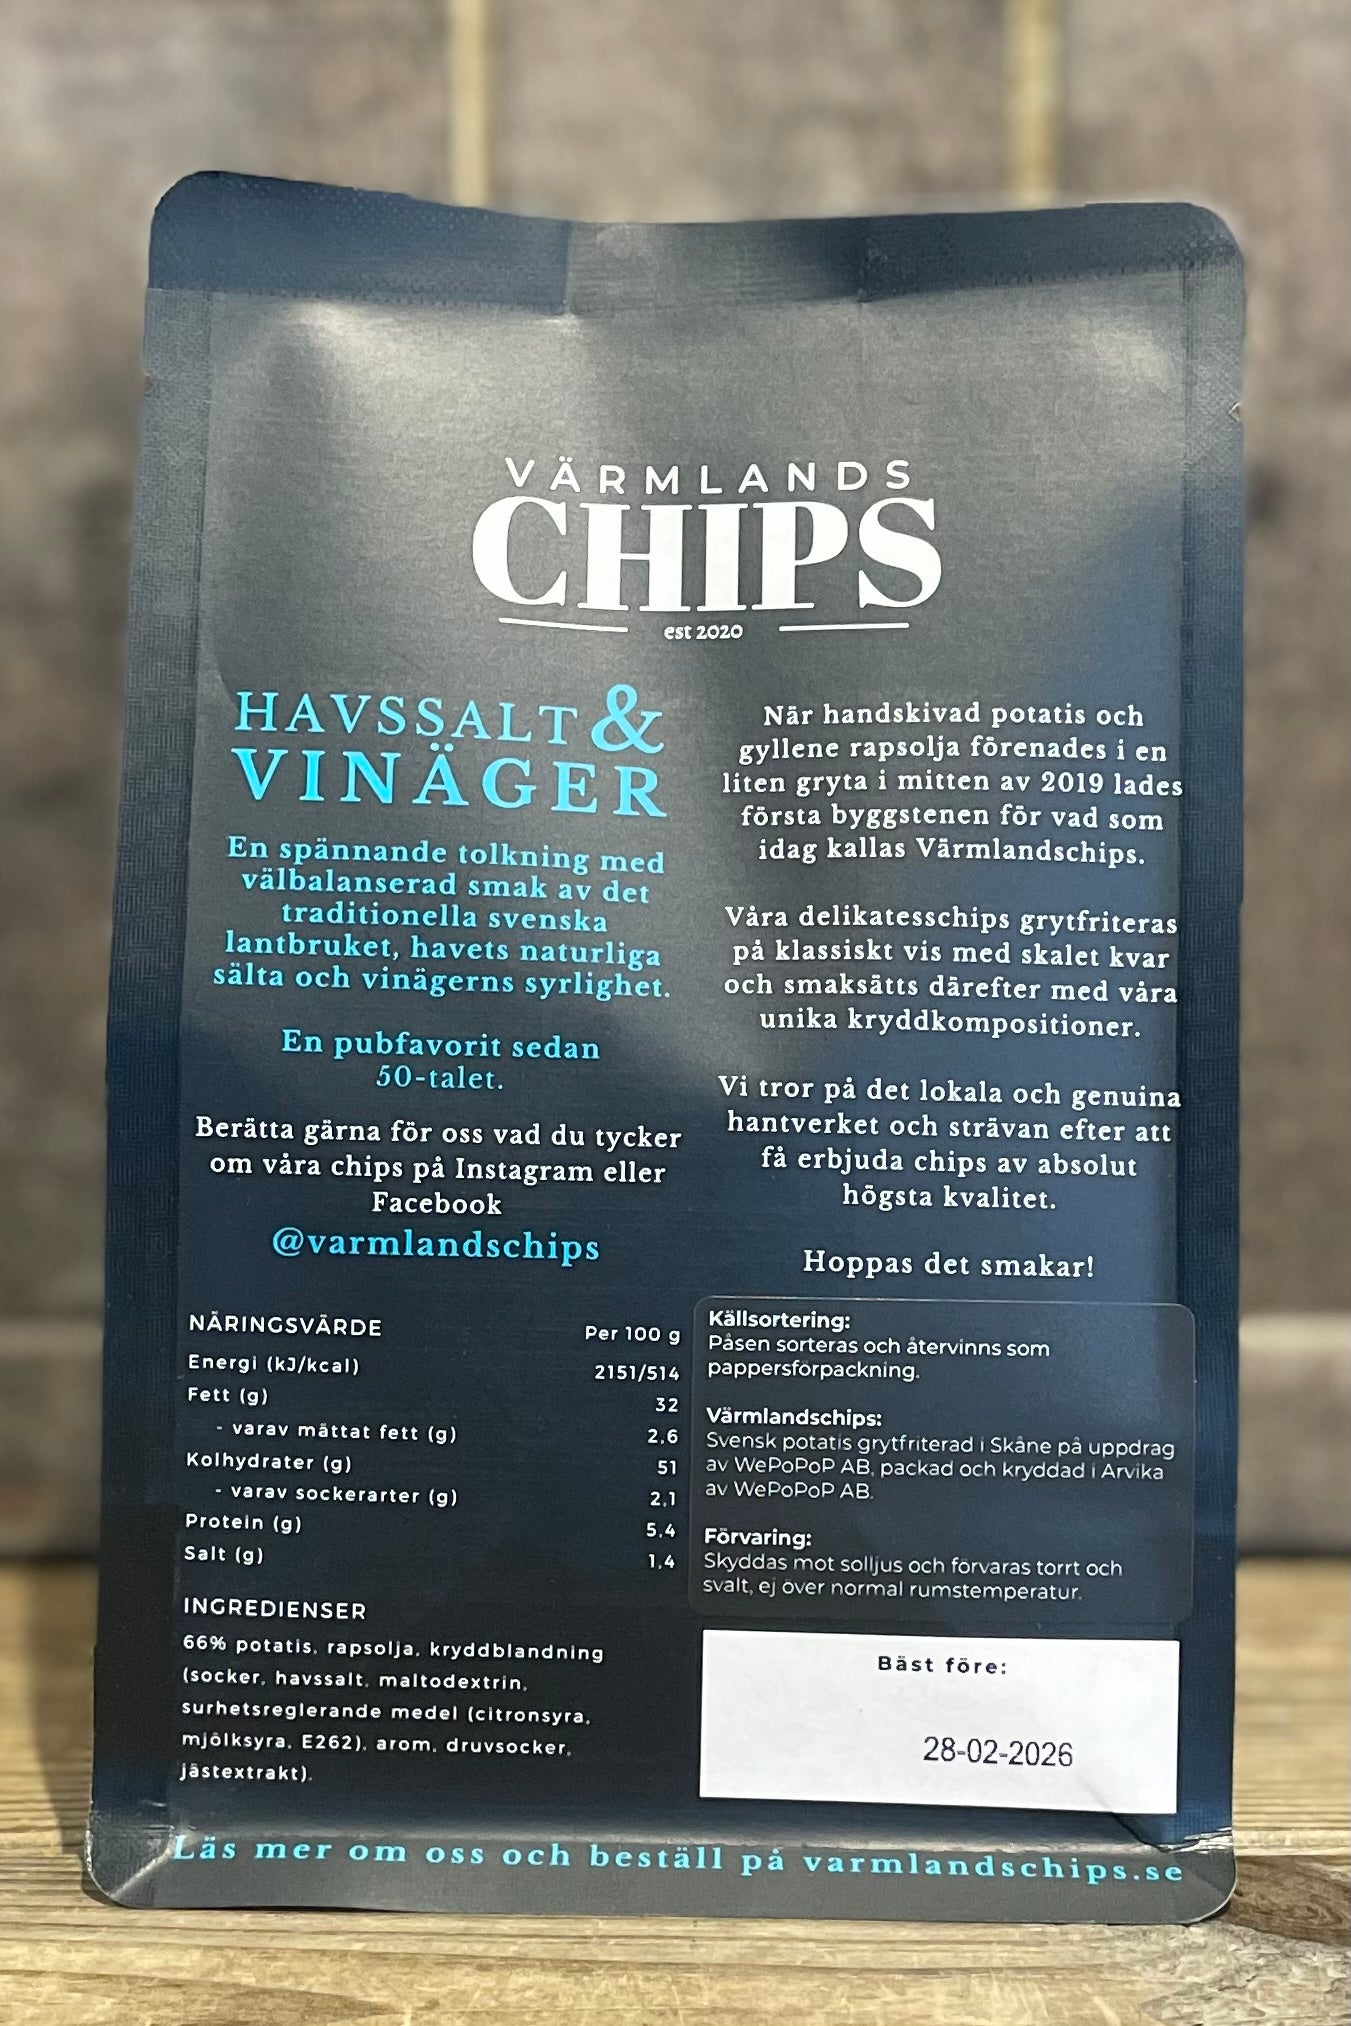 VÄRMLANDS
CHIPS
est 2020
HAVSSALT &
VINÄGER
En spännande tolkning med
välbalanserad smak av det
traditionella svenska
lantbruket, havets naturliga
sälta och vinägerns syrlighet.
En pubfavorit sedan
50-talet.
Berätta gärna för oss vad du tycker
om våra chips på Instagram eller
Facebook
@varmlandschips
När handskivad potatis och
gyllene rapsolja förenades i en
liten gryta i mitten av 2019 lades
första byggstenen för vad som
idag kallas Värmlandschips.
Våra delikatesschips grytfriteras
på klassiskt vis med skalet kvar
och smaksätts därefter med våra
unika kryddkompositioner.
Vi tror på det lokala och genuina
hantverket och strävan efter att
få erbjuda chips av absolut
högsta kvalitet.
Hoppas det smakar!
NÄRINGSVÄRDE Per 100 g
Energi (kJ/kcal) 2151/514
Fett (g) 32
- varav mättat fett (g) 2,6
Kolhydrater (g) 51
- varav sockerarter (g) 2,1
Protein (g) 5,4
Salt (g) 1,4
INGREDIENSER
66% potatis, rapsolja, kryddblandning
(socker, havssalt, maltodextrin,
surhetsreglerande medel (citronsyra,
mjölksyra, E262), arom, druvsocker,
jästextrakt).
Källsortering:
Påsen sorteras och återvinns som
pappersförpackning.
Värmlandschips:
Svensk potatis grytfriterad i Skåne på uppdrag
av WePoPoP AB, packad och kryddad i Arvika
av WePoPoP AB.
Förvaring:
Skyddas mot solljus och förvaras torrt och
svalt, ej över normal rumstemperatur.
Bäst före:
28-02-2026
Läs mer om oss och beställ på varmlandschips.se